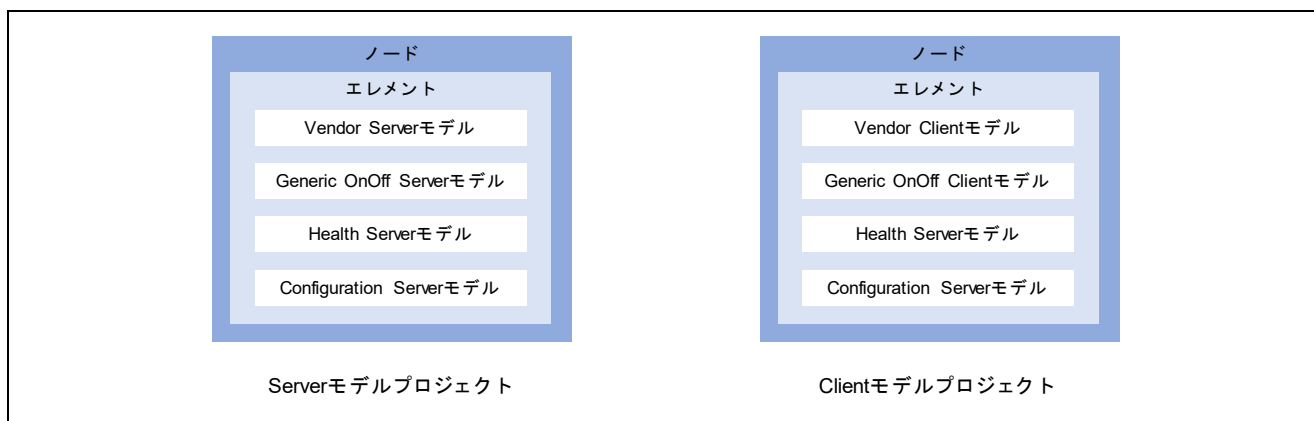 ノード
エレメント
Vendor Serverモデル
Generic OnOff Serverモデル
Health Serverモデル
Configuration Serverモデル
Serverモデルプロジェクト
ノード
エレメント
Vendor Clientモデル
Generic OnOff Clientモデル
Health Serverモデル
Configuration Serverモデル
Clientモデルプロジェクト